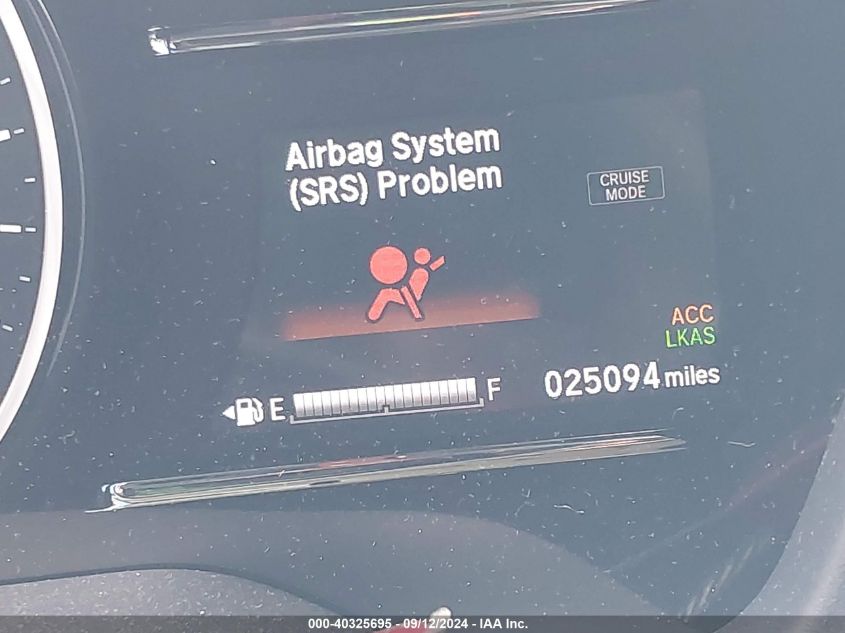 Airbag System
(SRS) Problem
CRUISE
MODE
ACC
LKAS
E
F
025094 miles
000-40325695 - 09/12/2024 - IAA Inc.